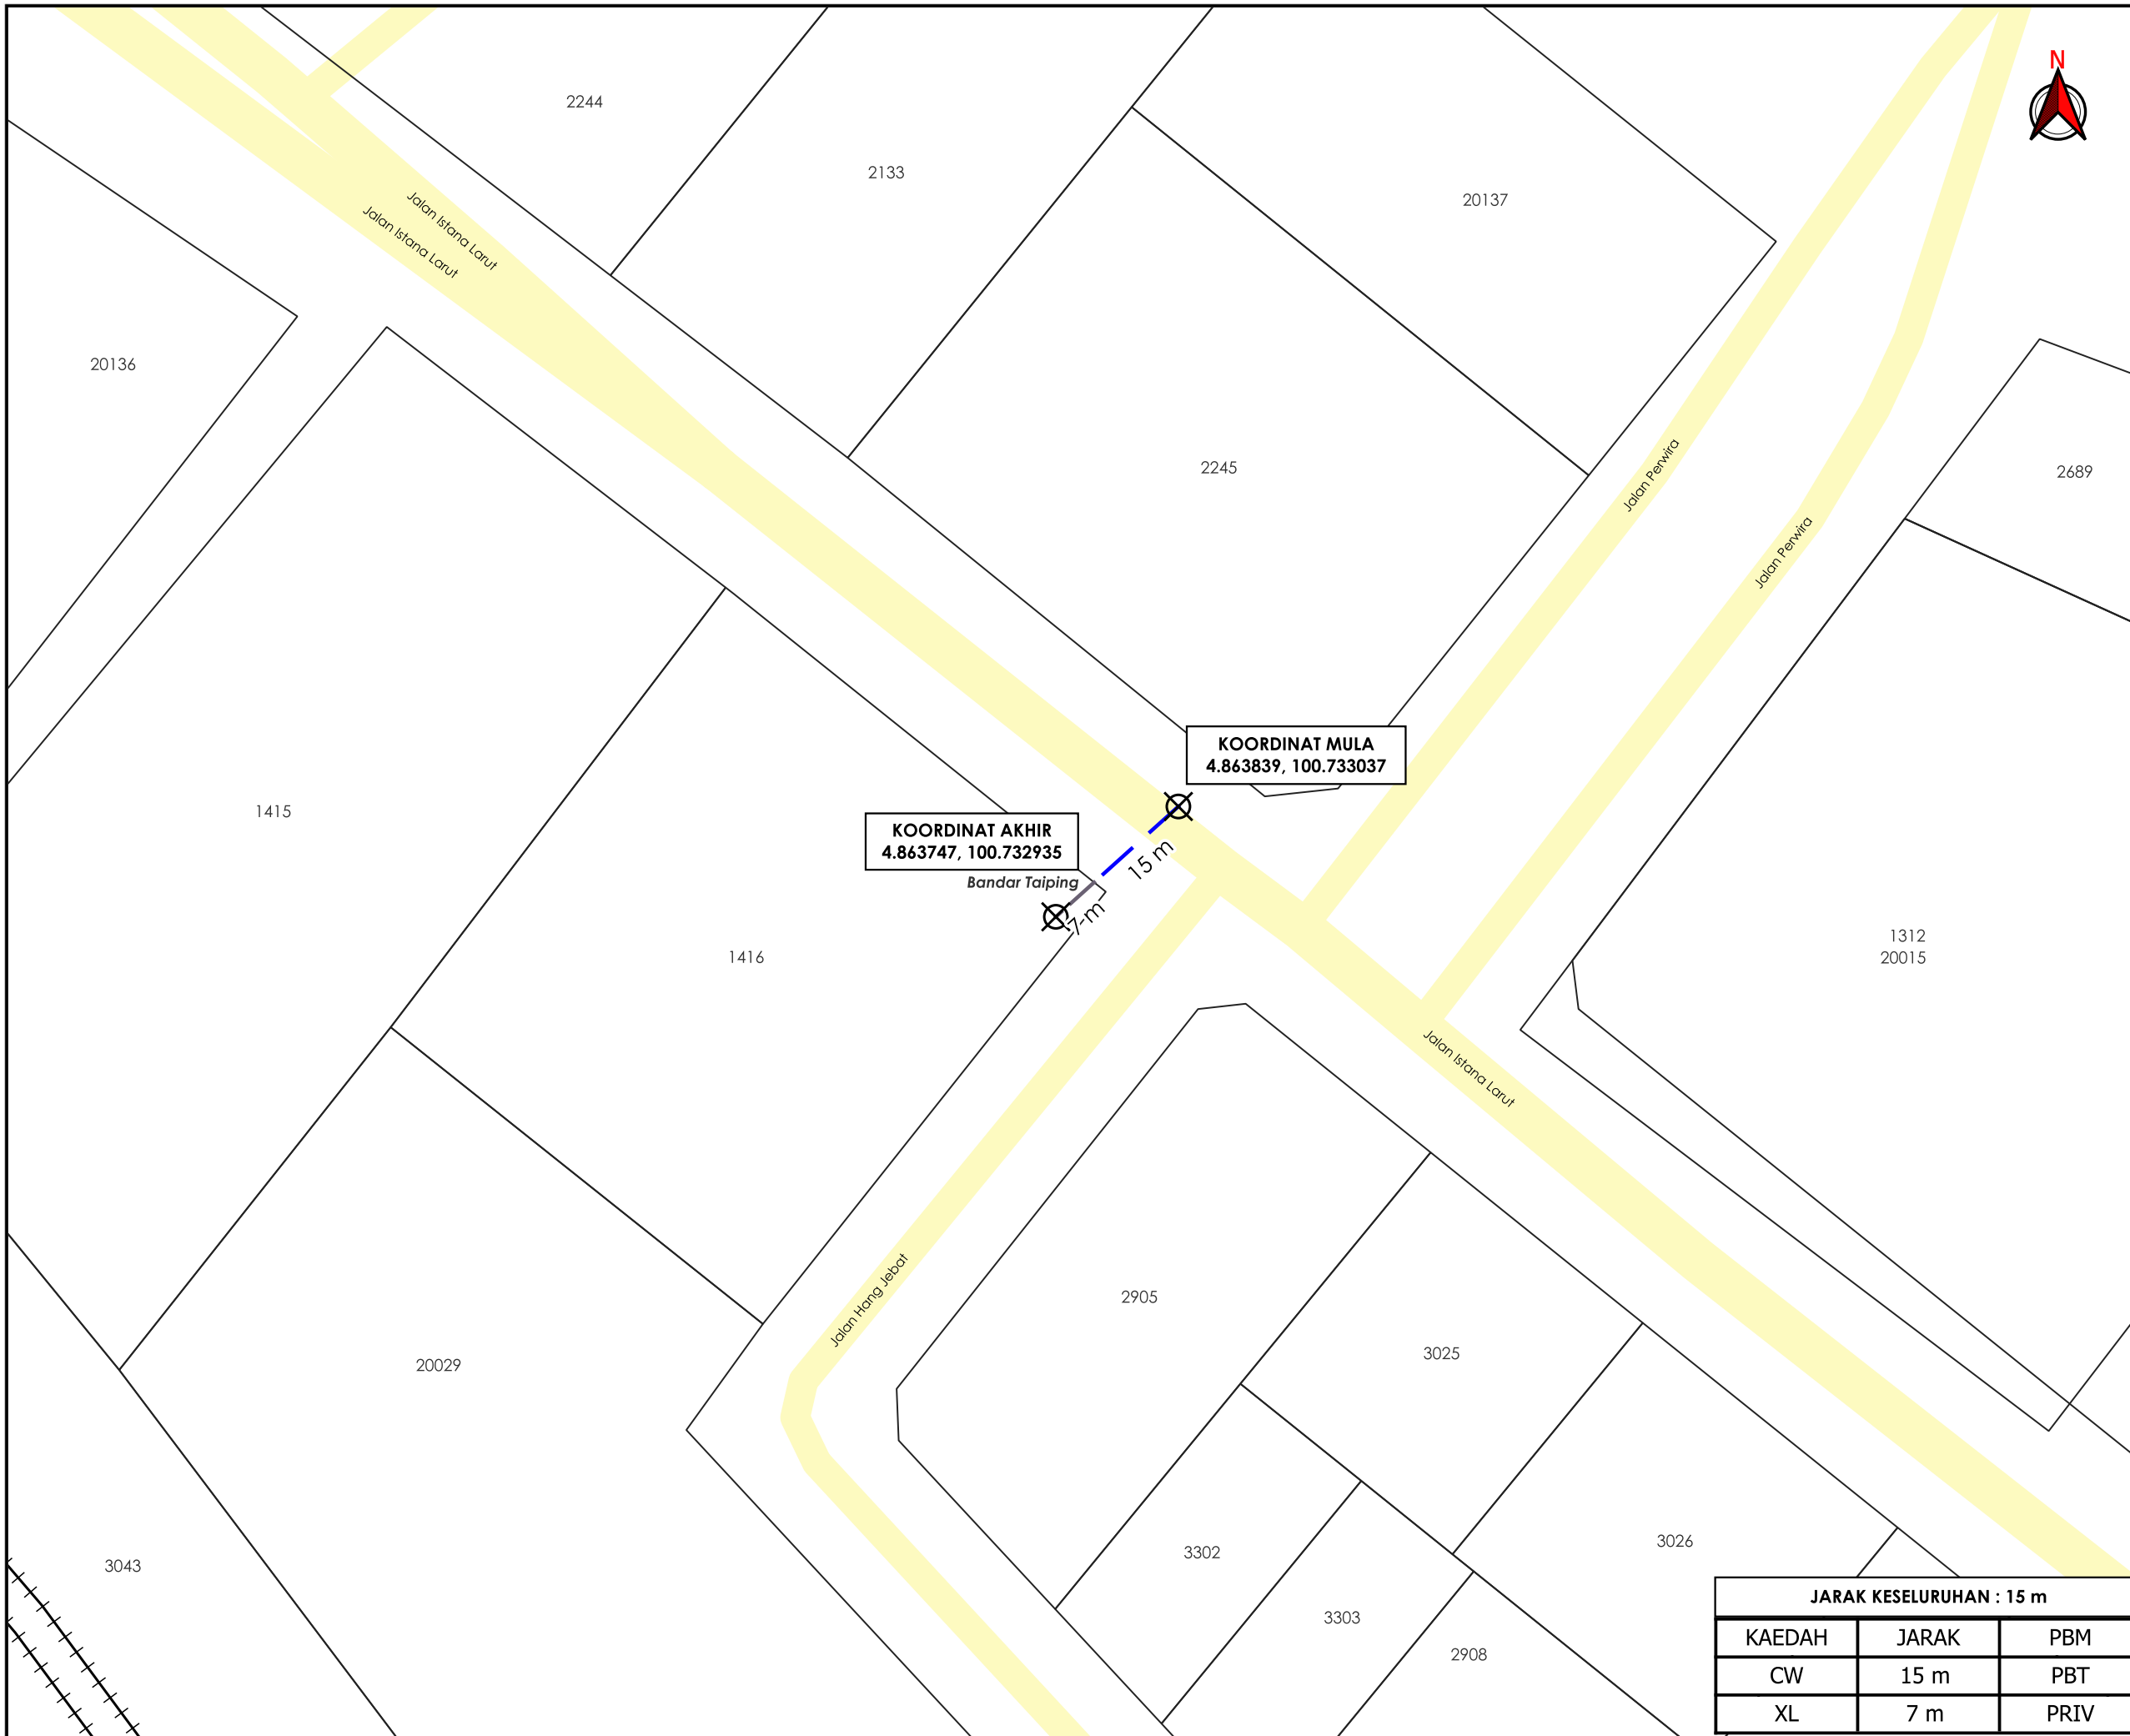 N
2244
2133
20137
Jalan Istana Larut
Jalan Istana Larut
20136
2245
Jalan Perwira
2689
Jalan Perwira
KOORDINAT MULA
4.863839, 100.733037
1415
KOORDINAT AKHIR
4.863747, 100.732935
15 m
Bandar Taiping
7 m
1416
1312
20015
Jalan Istana Larut
Jalan Hang Jebat
2905
3025
20029
3026
3302
3043
3303
2908
JARAK KESELURUHAN : 15 m
KAEDAH JARAK PBM
CW 15 m PBT
XL 7 m PRIV